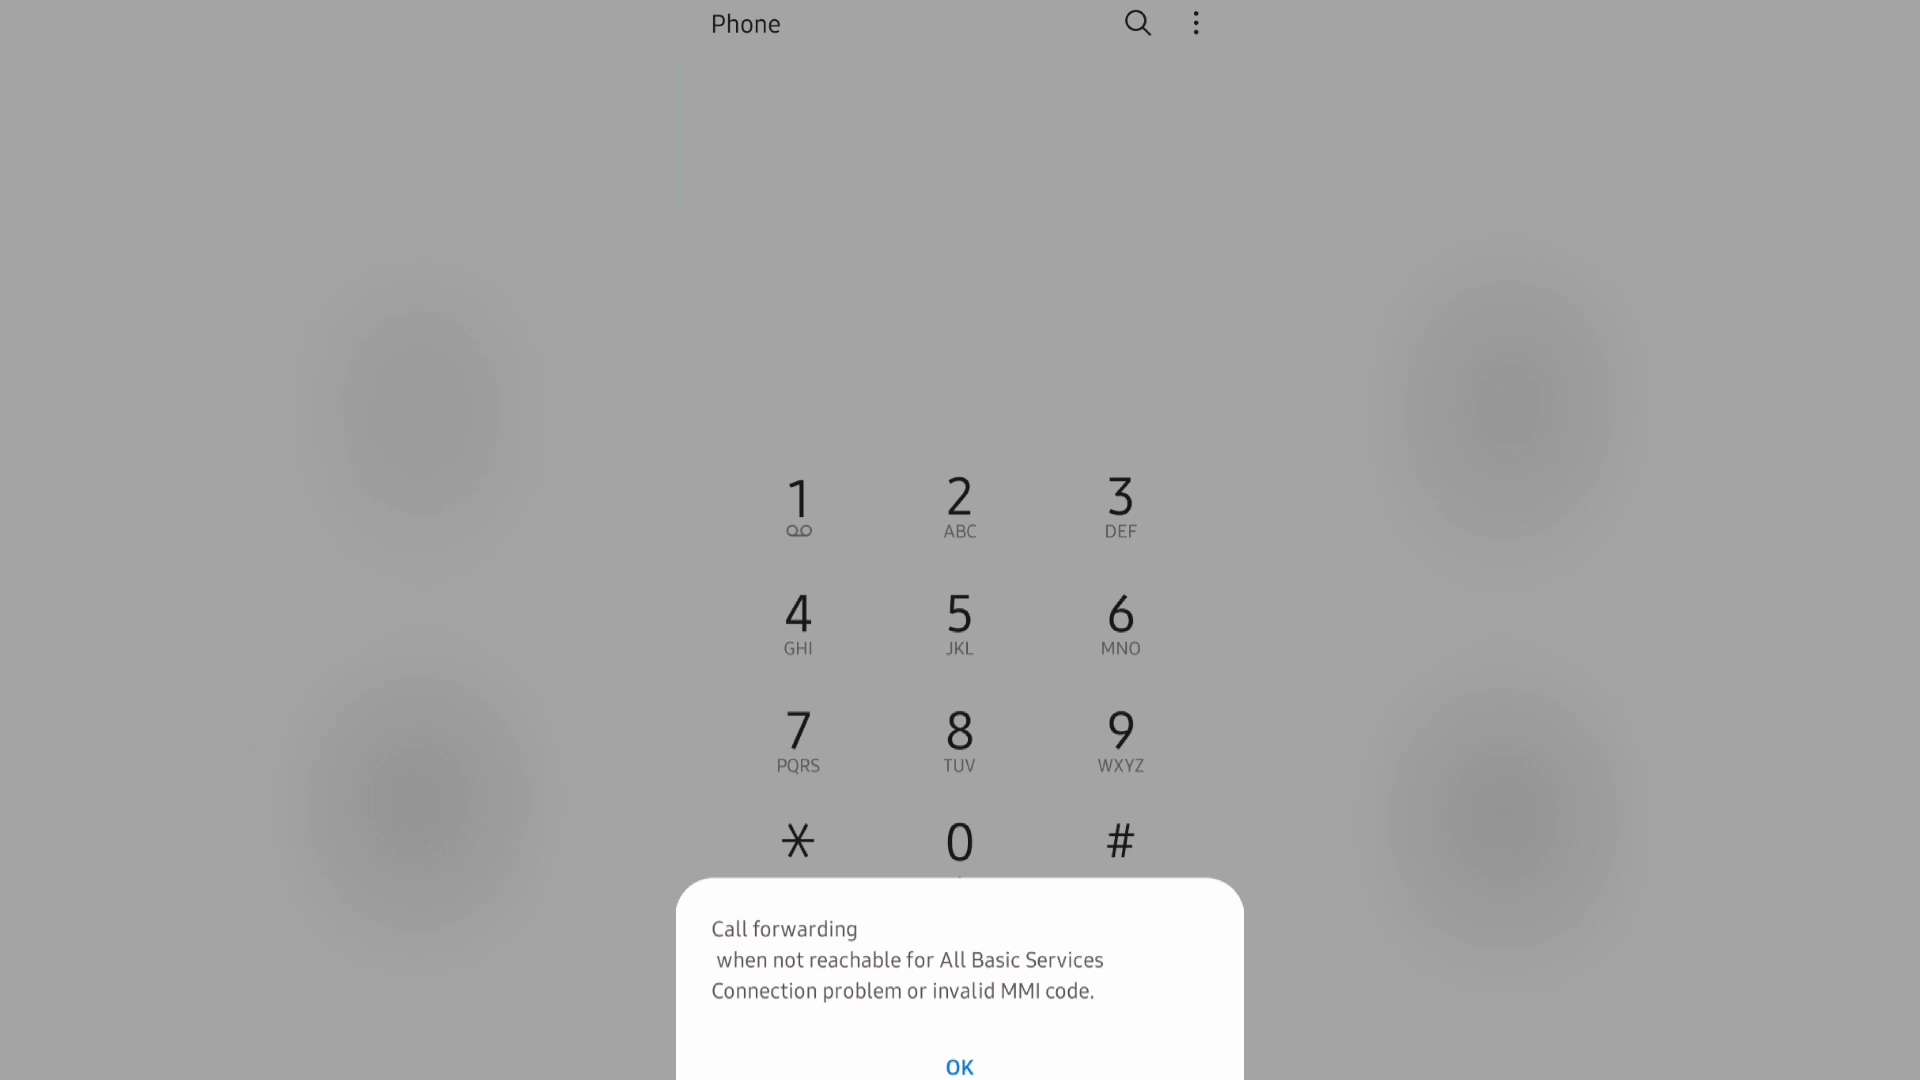 Phone
1 2 3
ABC DEF
4 5 6
GHI JKL MNO
7 8 9
PQRS TUV WXYZ
* 0 #
Call forwarding
when not reachable for All Basic Services
Connection problem or invalid MMI code.
OK